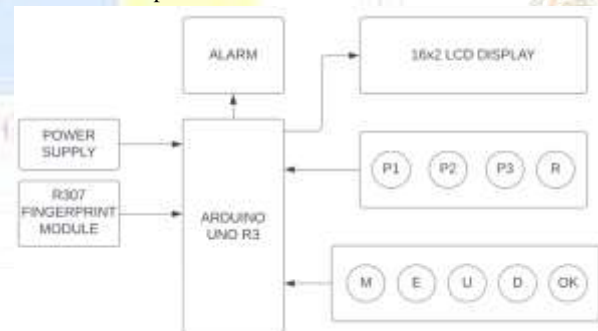 ALARM
16x2 LCD DISPLAY
POWER
SUPPLY
P1 P2 P3 R
R307
FINGERPRINT
MODULE
ARDUINO
UNO R3
M E U D OK